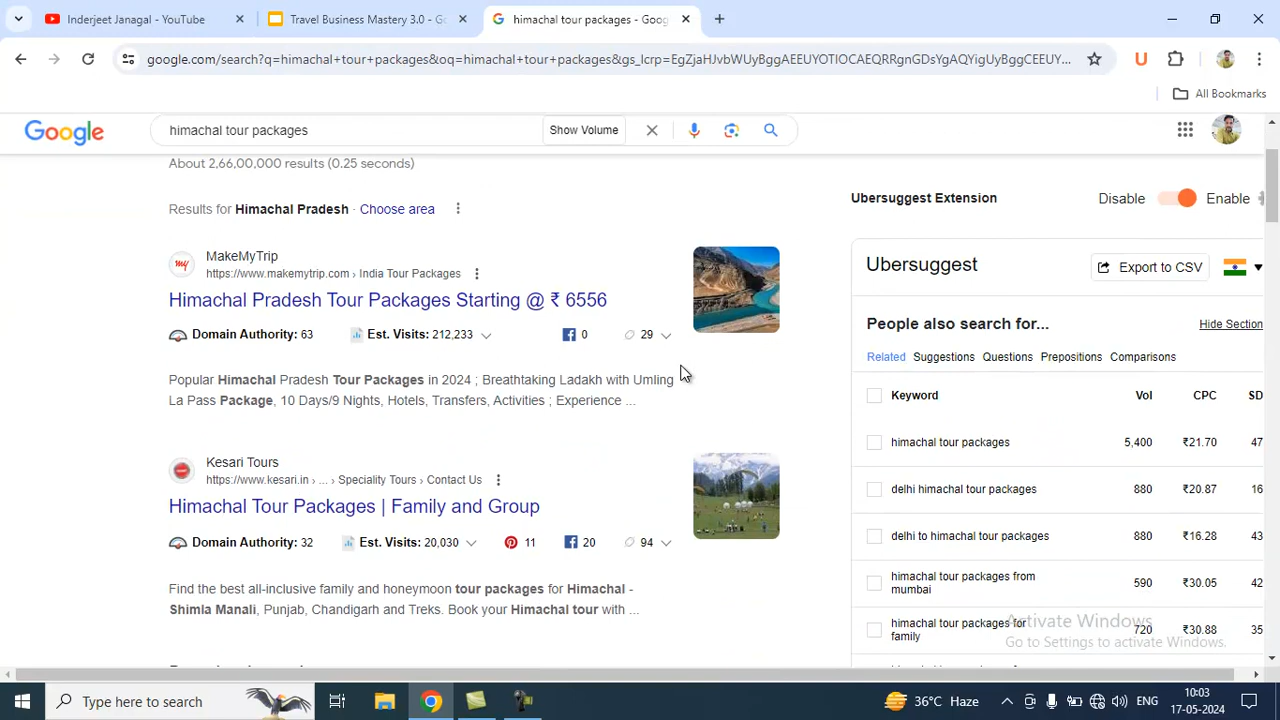 Inderjeet Janagal - YouTube
Travel Business Mastery 3.0 - Go
himachal tour packages - Goog
google.com/search?q=himachal+tour+packages&oq=himachal+tour+packages&gs_lcrp=EgZjaHJvbWUyBggAEEUYOTIOCAEQRRgnGDsYgAQYigUyBggCEEUY...
U
All Bookmarks
Google
himachal tour packages
Show Volume
About 2,66,00,000 results (0.25 seconds)
Results for Himachal Pradesh · Choose area
my
MakeMyTrip
https://www.makemytrip.com › India Tour Packages
Himachal Pradesh Tour Packages Starting @ ₹ 6556
Domain Authority: 63
Est. Visits: 212,233
0
29
Popular Himachal Pradesh Tour Packages in 2024 ; Breathtaking Ladakh with Umling
La Pass Package, 10 Days/9 Nights, Hotels, Transfers, Activities ; Experience ...
Kesari Tours
https://www.kesari.in › ... › Speciality Tours › Contact Us
Himachal Tour Packages | Family and Group
Domain Authority: 32
Est. Visits: 20,030
11
20
94
Find the best all-inclusive family and honeymoon tour packages for Himachal -
Shimla Manali, Punjab, Chandigarh and Treks. Book your Himachal tour with ...
Ubersuggest Extension
Disable
Enable
Ubersuggest
Export to CSV
People also search for...
Hide Section
Related Suggestions Questions Prepositions Comparisons
Keyword Vol CPC SD
himachal tour packages 5,400 ₹21.70 47
delhi himachal tour packages 880 ₹20.87 16
delhi to himachal tour packages 880 ₹16.28 43
himachal tour packages from
mumbai 590 ₹30.05 42
himachal tour packages for
family 720 ₹30.88 35
Activate Windows
Go to Settings to activate Windows.
Type here to search
36°C Haze
ENG
10:03
17-05-2024